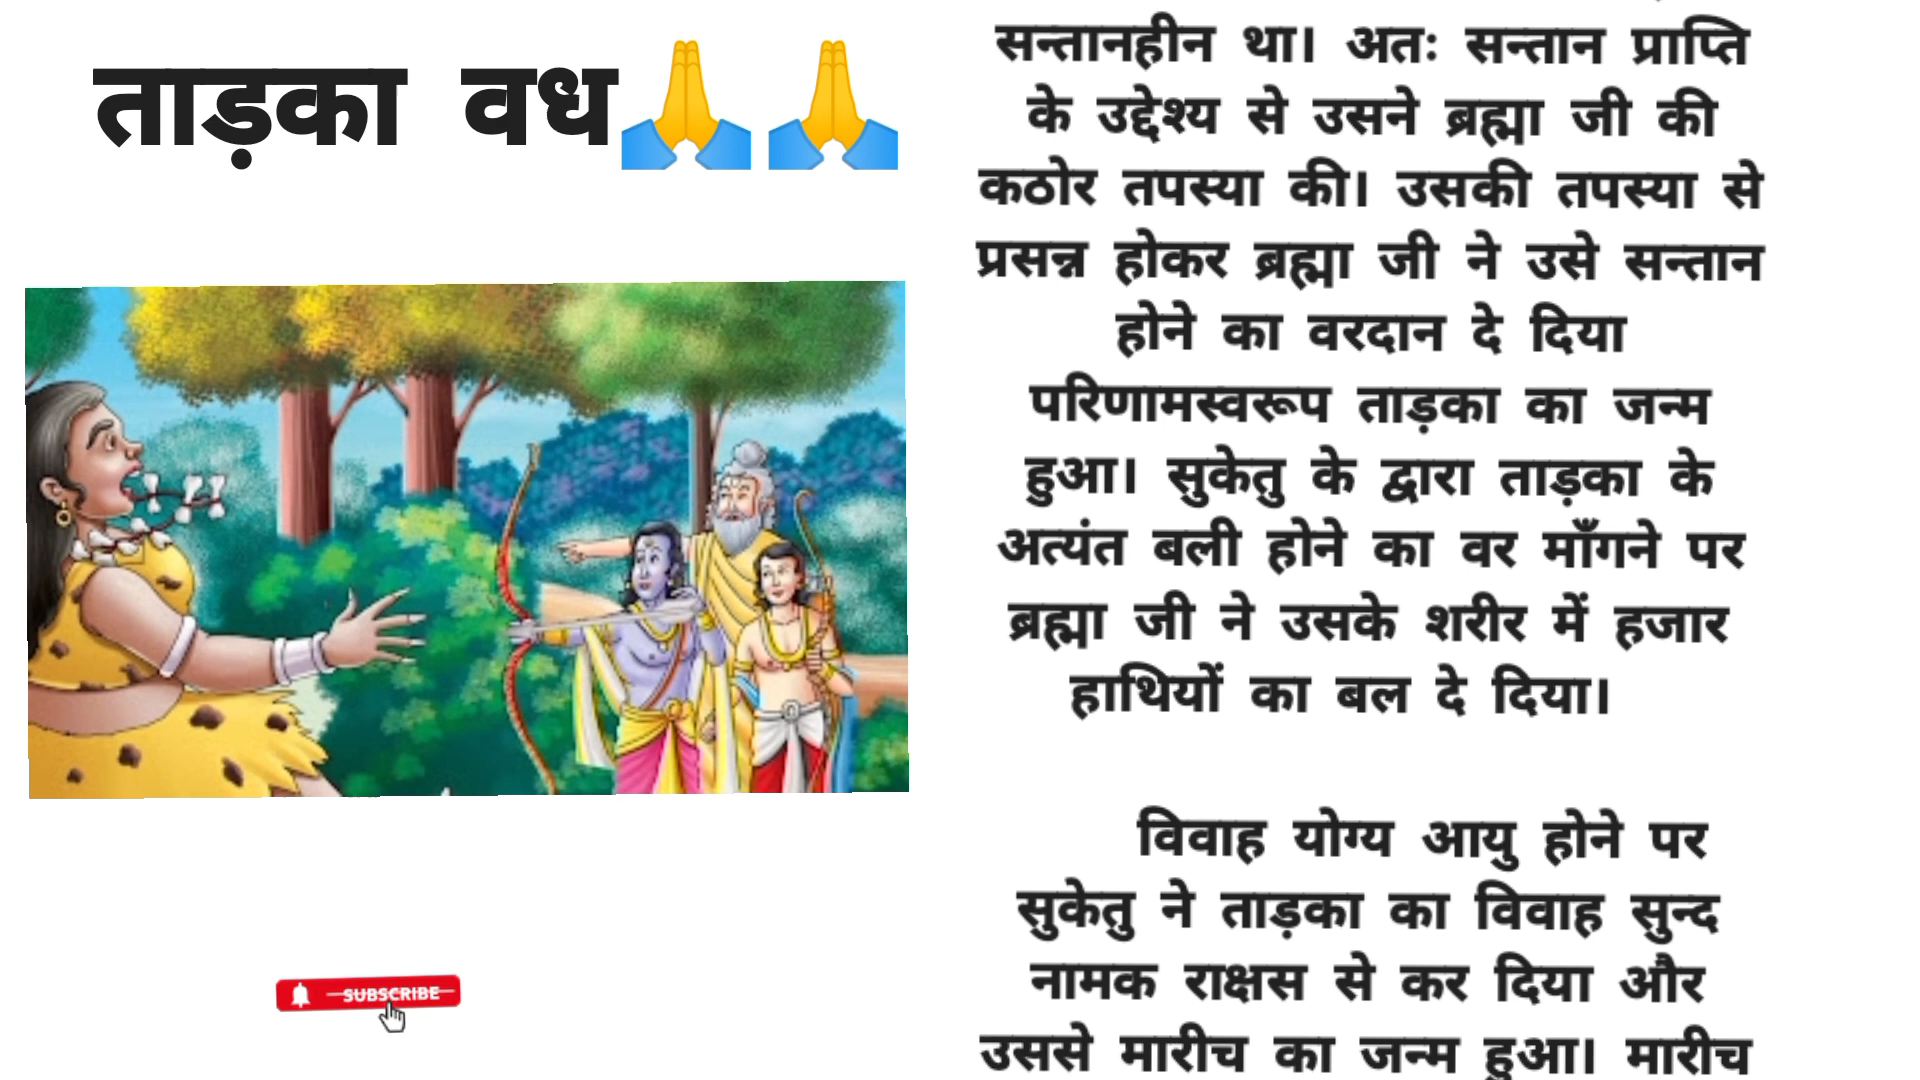 ताड़का वध🙏🙏
सन्तानहीन था। अतः सन्तान प्राप्ति
के उद्देश्य से उसने ब्रह्मा जी की
कठोर तपस्या की। उसकी तपस्या से
प्रसन्न होकर ब्रह्मा जी ने उसे सन्तान
होने का वरदान दे दिया
परिणामस्वरूप ताड़का का जन्म
हुआ। सुकेतु के द्वारा ताड़का के
अत्यंत बली होने का वर माँगने पर
ब्रह्मा जी ने उसके शरीर में हजार
हाथियों का बल दे दिया।
विवाह योग्य आयु होने पर
सुकेतु ने ताड़का का विवाह सुन्द
नामक राक्षस से कर दिया और
उससे मारीच का जन्म हुआ। मारीच
SUBSCRIBE